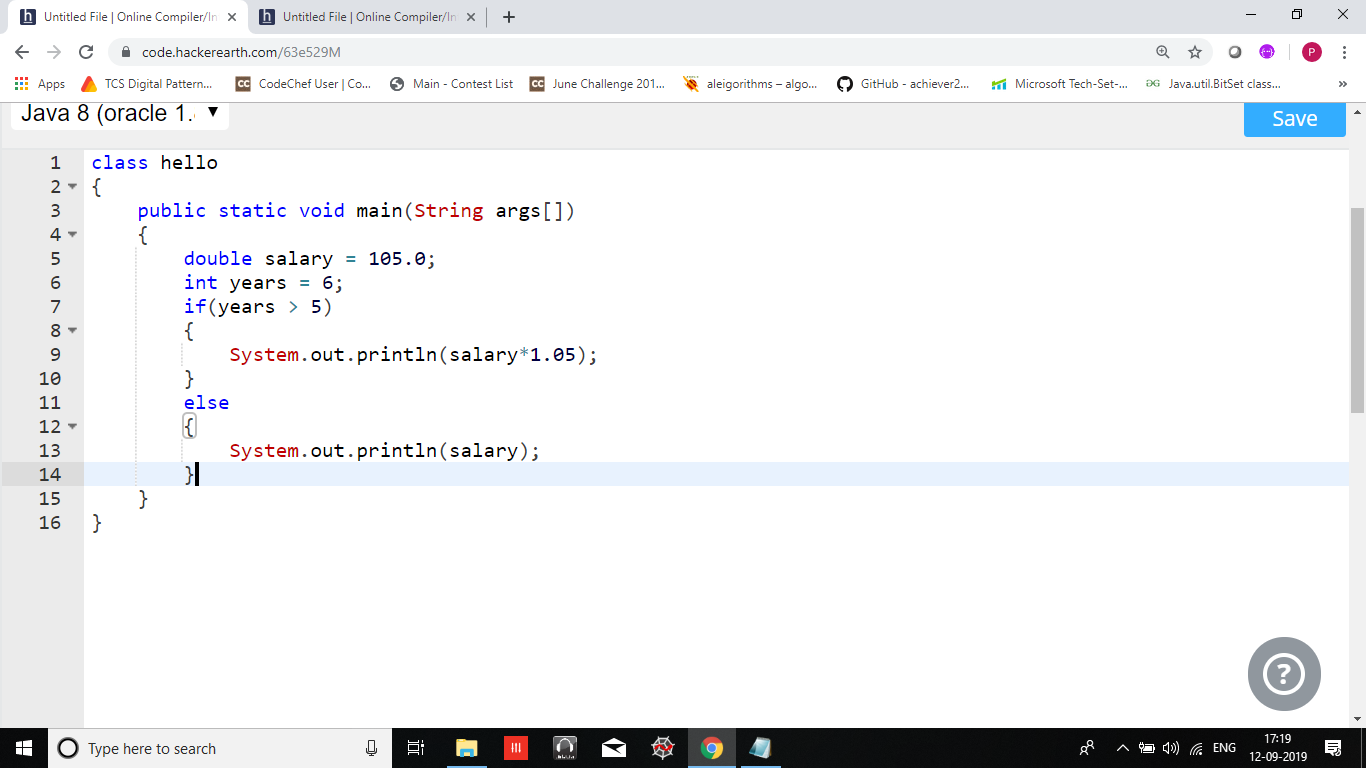 Untitled File | Online Compiler/In
Untitled File | Online Compiler/In
code.hackerearth.com/63e529M
P
Apps
TCS Digital Pattern...
CC CodeChef User | Co...
Main - Contest List
CC June Challenge 201...
aleigorithms – algo...
GitHub - achiever2...
Microsoft Tech-Set-...
Java.util.BitSet class...
»
Java 8 (oracle 1.
Save
1 class hello
2 {
3 public static void main(String args[])
4 {
5 double salary = 105.0;
6 int years = 6;
7 if(years > 5)
8 {
9 System.out.println(salary*1.05);
10 }
11 else
12 {
13 System.out.println(salary);
14 }
15 }
16 }
?
Type here to search
ENG
17:19
12-09-2019